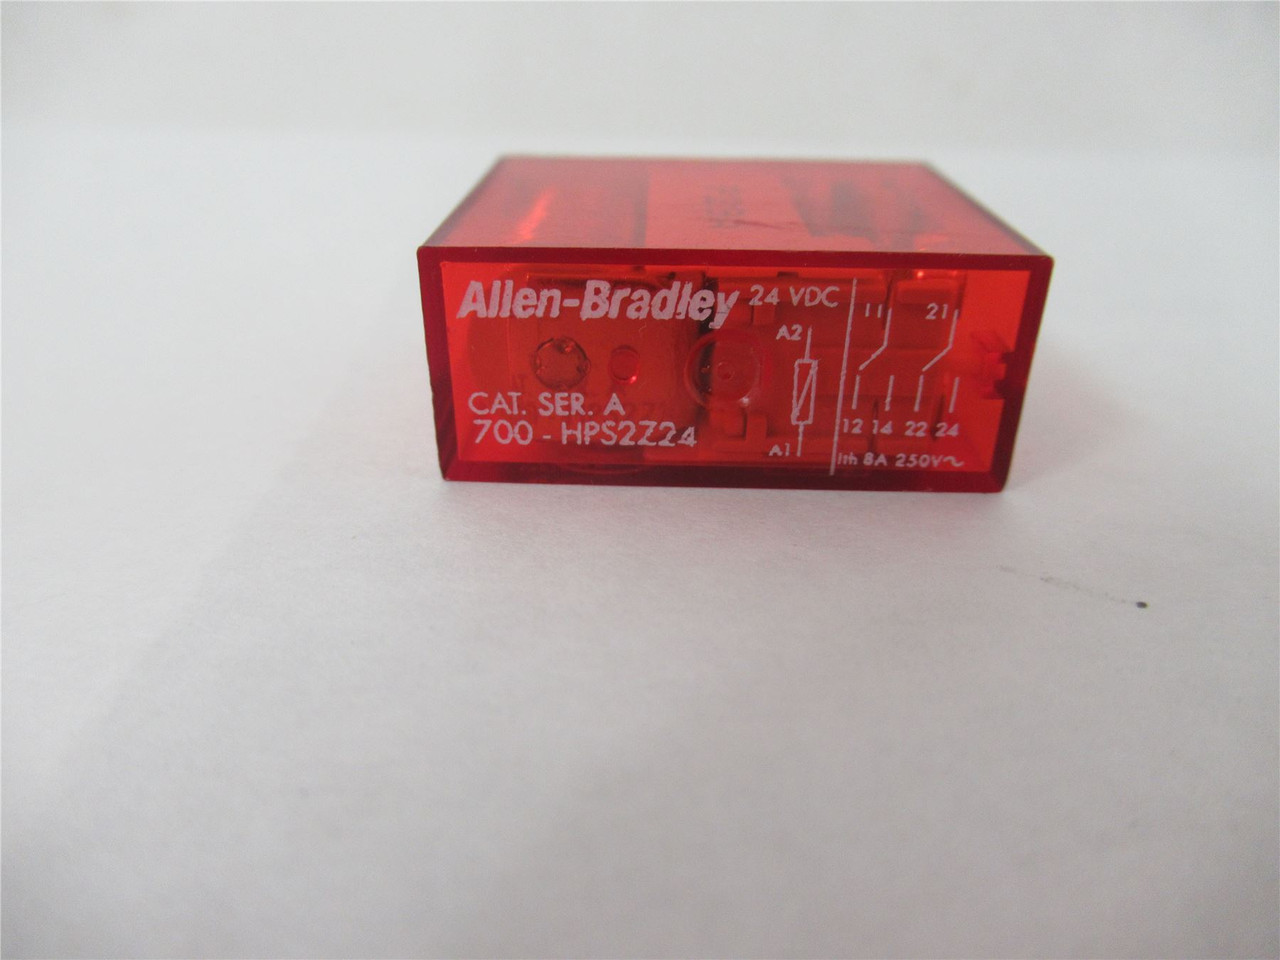 Allen-Bradley 24 VDC
A2
11 21
CAT. SER. A
700 - HPS2Z24
12 14 22 24
A1
Ith 8A 250V~